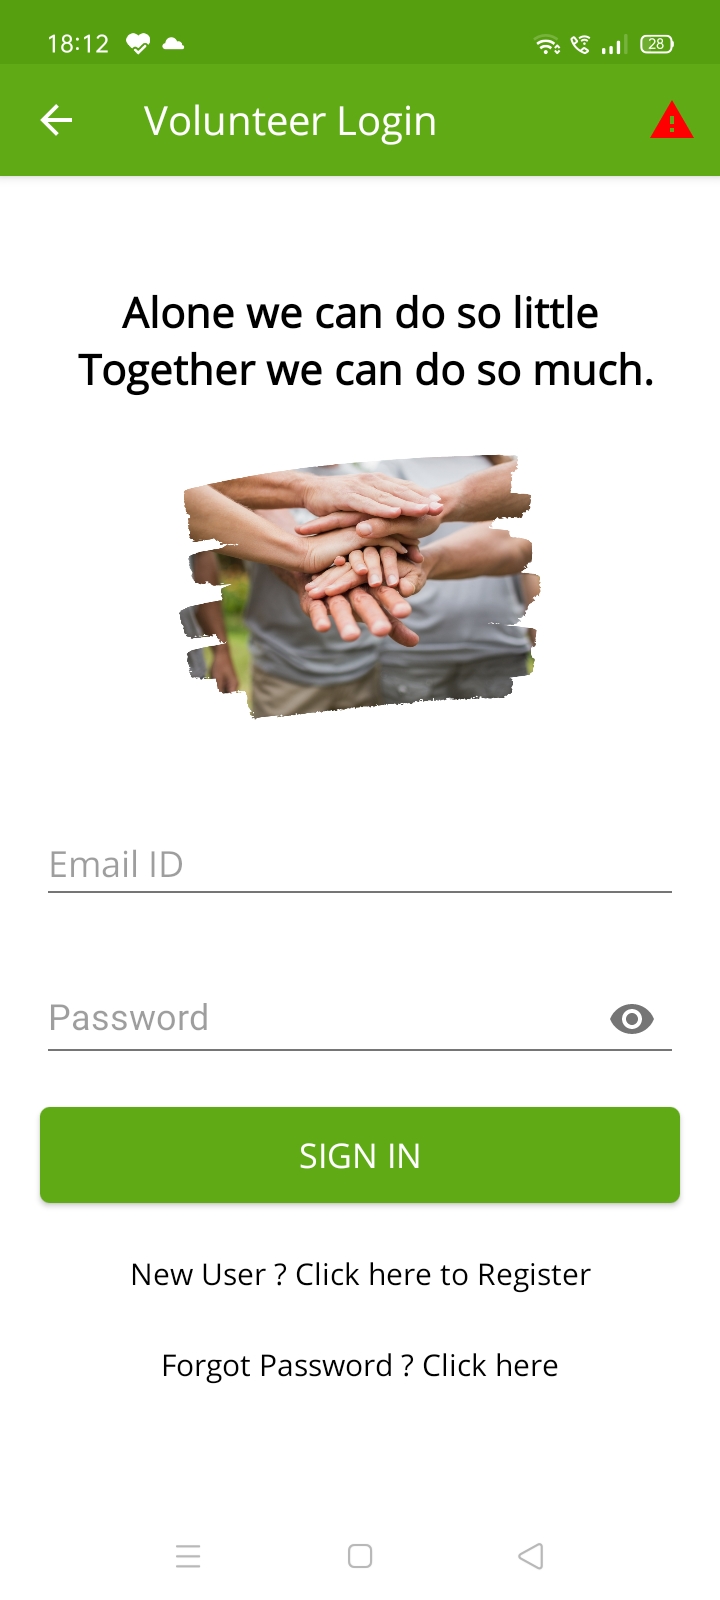 18:12
28
Volunteer Login
Alone we can do so little
Together we can do so much.
Email ID
Password
SIGN IN
New User ? Click here to Register
Forgot Password ? Click here